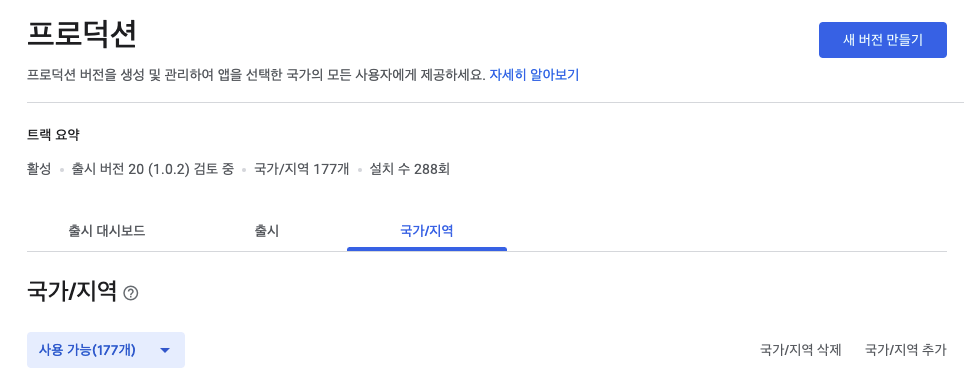 프로덕션
새 버전 만들기
프로덕션 버전을 생성 및 관리하여 앱을 선택한 국가의 모든 사용자에게 제공하세요. 자세히 알아보기
트랙 요약
활성 • 출시 버전 20 (1.0.2) 검토 중 • 국가/지역 177개 • 설치 수 288회
출시 대시보드 출시 국가/지역
국가/지역 ?
사용 가능(177개) 국가/지역 삭제 국가/지역 추가